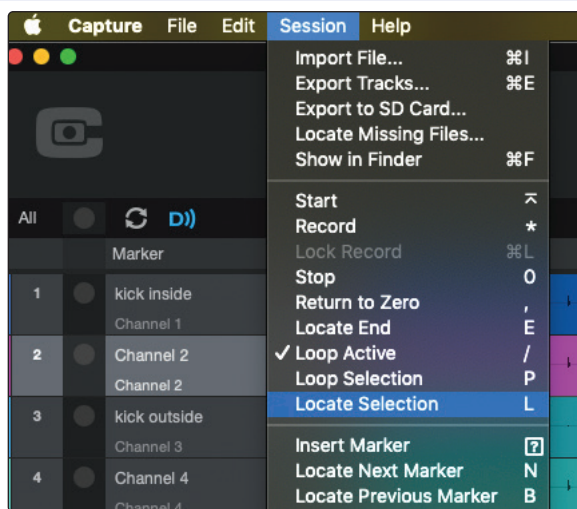 Capture File Edit Session Help
Import File... ⌘I
Export Tracks... ⌘E
Export to SD Card...
Locate Missing Files...
Show in Finder ⌘F
Start ⌅
Record *
Lock Record ⌘L
Stop 0
Return to Zero ,
Locate End E
✓ Loop Active /
Loop Selection P
Locate Selection L
Insert Marker ?
Locate Next Marker N
Locate Previous Marker B
All D))
Marker
1 kick inside
Channel 1
2 Channel 2
Channel 2
3 kick outside
Channel 3
4 Channel 4
Channel 4